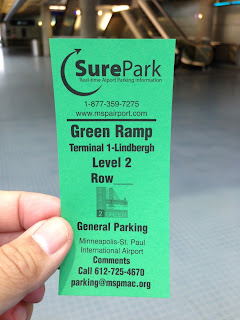 SurePark
Real-time Airport Parking Information
1-877-359-7275
www.mspairport.com
Green Ramp
Terminal 1-Lindbergh
Level 2
Row
2
General Parking
Minneapolis-St. Paul
International Airport
Comments
Call 612-725-4670
parking@mspmac.org